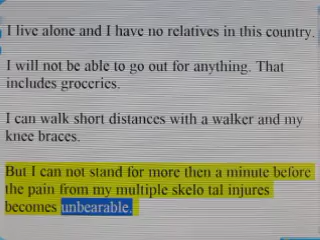 I live alone and I have no relatives in this country.
I will not be able to go out for anything. That
includes groceries.
I can walk short distances with a walker and my
knee braces.
But I can not stand for more then a minute before
the pain from my multiple skelo tal injures
becomes unbearable.